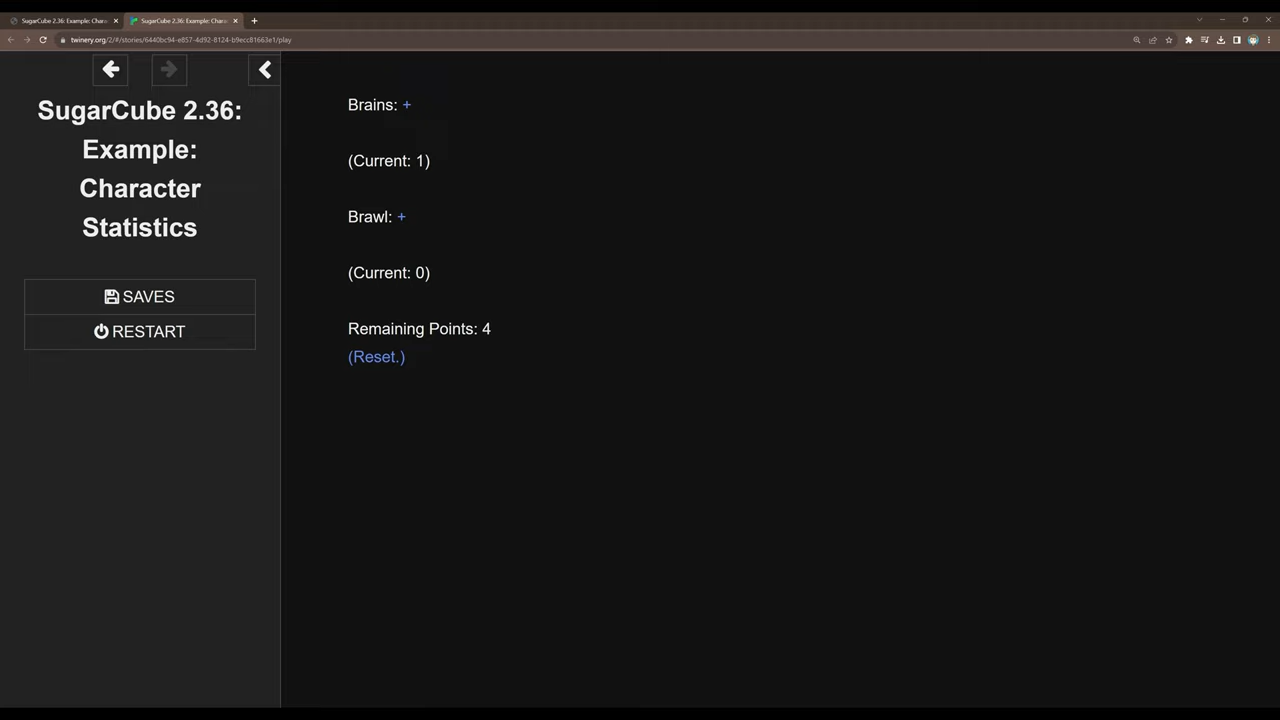 SugarCube 2.36: Example: Chara
SugarCube 2.36: Example: Chara
twinery.org/2/#/stories/6440bc94-e857-4d92-8124-b9ecc81663e1/play
SugarCube 2.36:
Example:
Character
Statistics
SAVES
RESTART
Brains: +
(Current: 1)
Brawl: +
(Current: 0)
Remaining Points: 4
(Reset.)